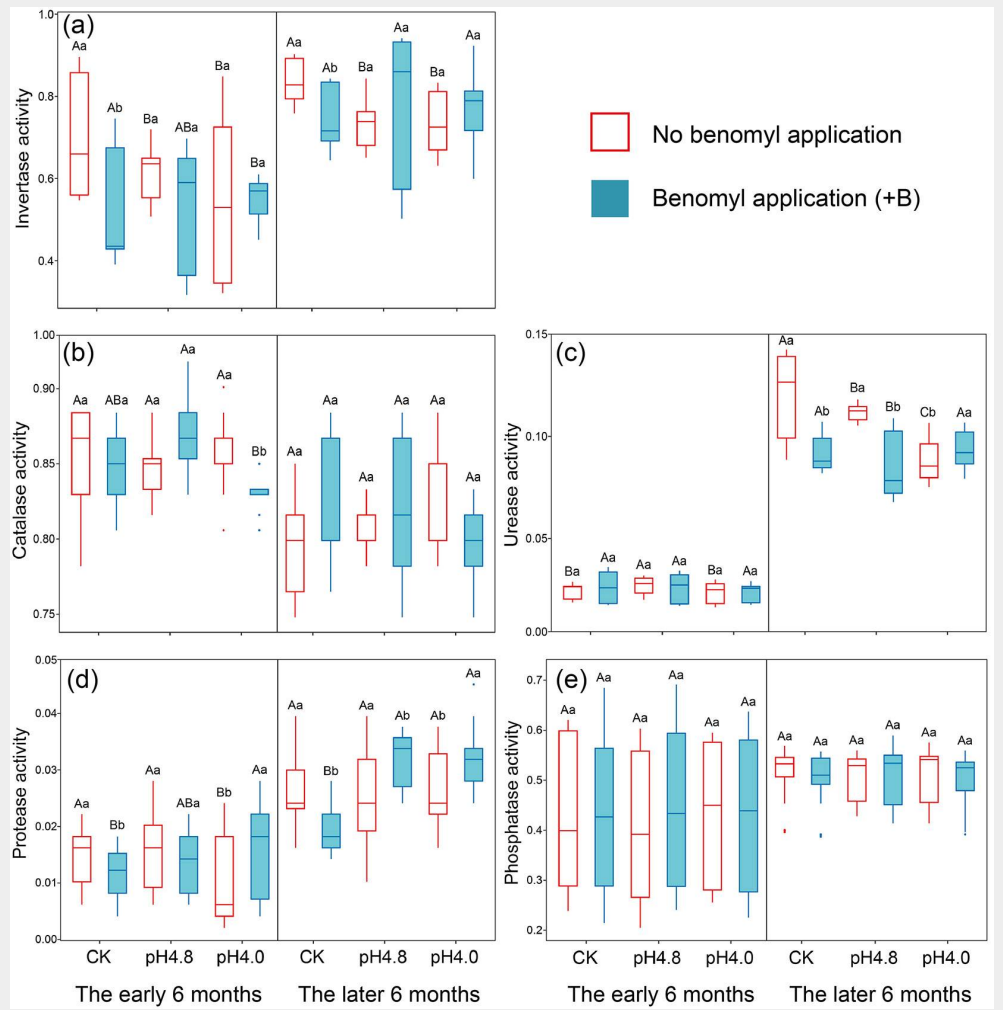 (a)
Invertase activity
1.0
0.8
0.6
0.4
Aa
Ab
Ba
ABa
Ba
Ba
Aa
Ab
Ba
Aa
Ba
Aa
No benomyl application
Benomyl application (+B)
(b)
Catalase activity
1.00
0.90
0.85
0.80
0.75
Aa
ABa
Aa
Aa
Aa
Bb
Aa
Aa
Aa
Aa
Aa
Aa
(c)
Urease activity
0.15
0.10
0.05
0.00
Ba
Aa
Aa
Aa
Ba
Aa
Aa
Ab
Ba
Bb
Cb
Aa
(d)
Protease activity
0.05
0.04
0.03
0.02
0.01
0.00
Aa
Bb
Aa
ABa
Bb
Aa
Aa
Bb
Aa
Ab
Ab
Aa
CK pH4.8 pH4.0 CK pH4.8 pH4.0
The early 6 months The later 6 months
(e)
Phosphatase activity
0.7
0.6
0.5
0.4
0.3
0.2
Aa
Aa
Aa
Aa
Aa
Aa
Aa
Aa
Aa
Aa
Aa
Aa
CK pH4.8 pH4.0 CK pH4.8 pH4.0
The early 6 months The later 6 months